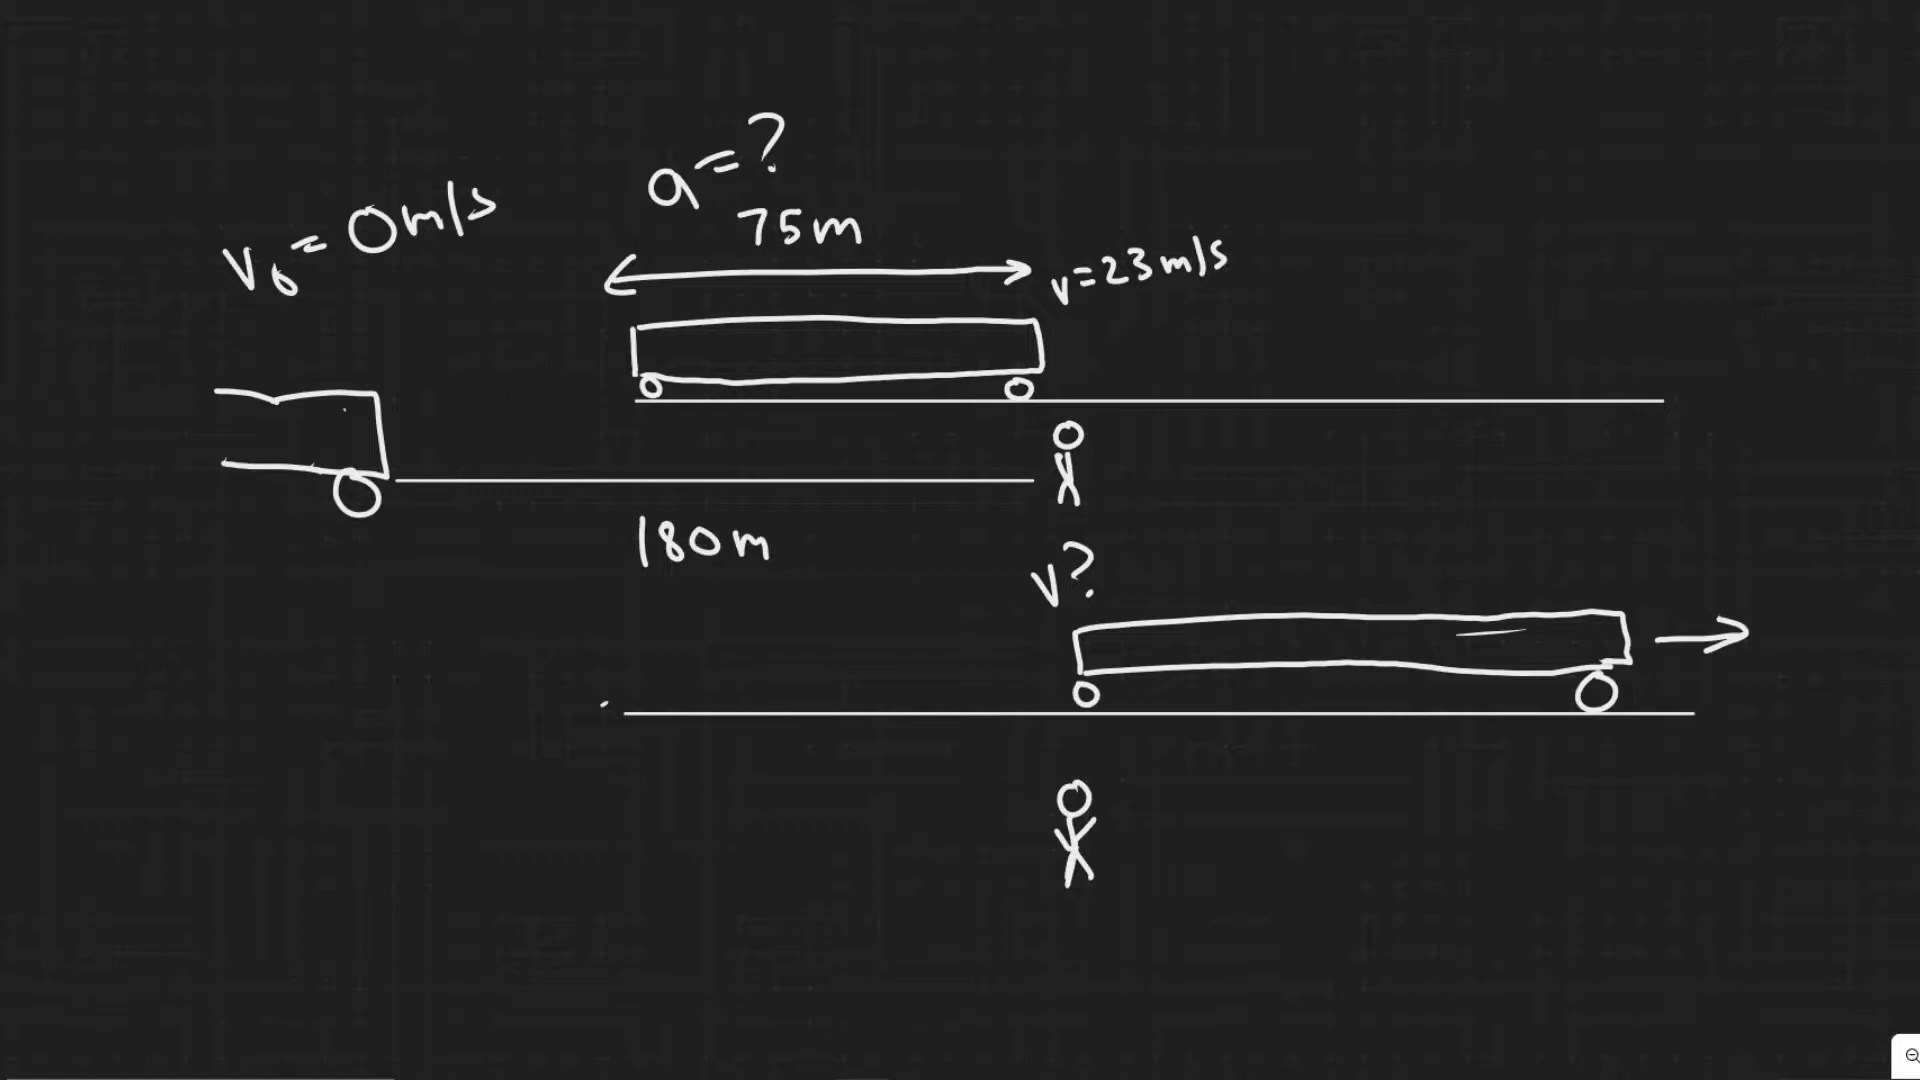 a=?
v₀ = 0m/s
75m
v=23m/s
180m
v?